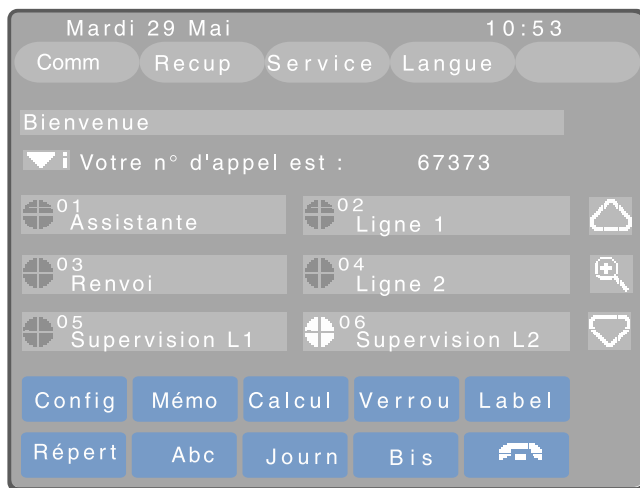 Mardi 29 Mai 10:53
Comm Recup Service Langue
Bienvenue
i Votre n° d'appel est : 67373
01 Assistante
02 Ligne 1
03 Renvoi
04 Ligne 2
05 Supervision L1
06 Supervision L2
Config Mémo Calcul Verrou Label
Répert Abc Journ Bis